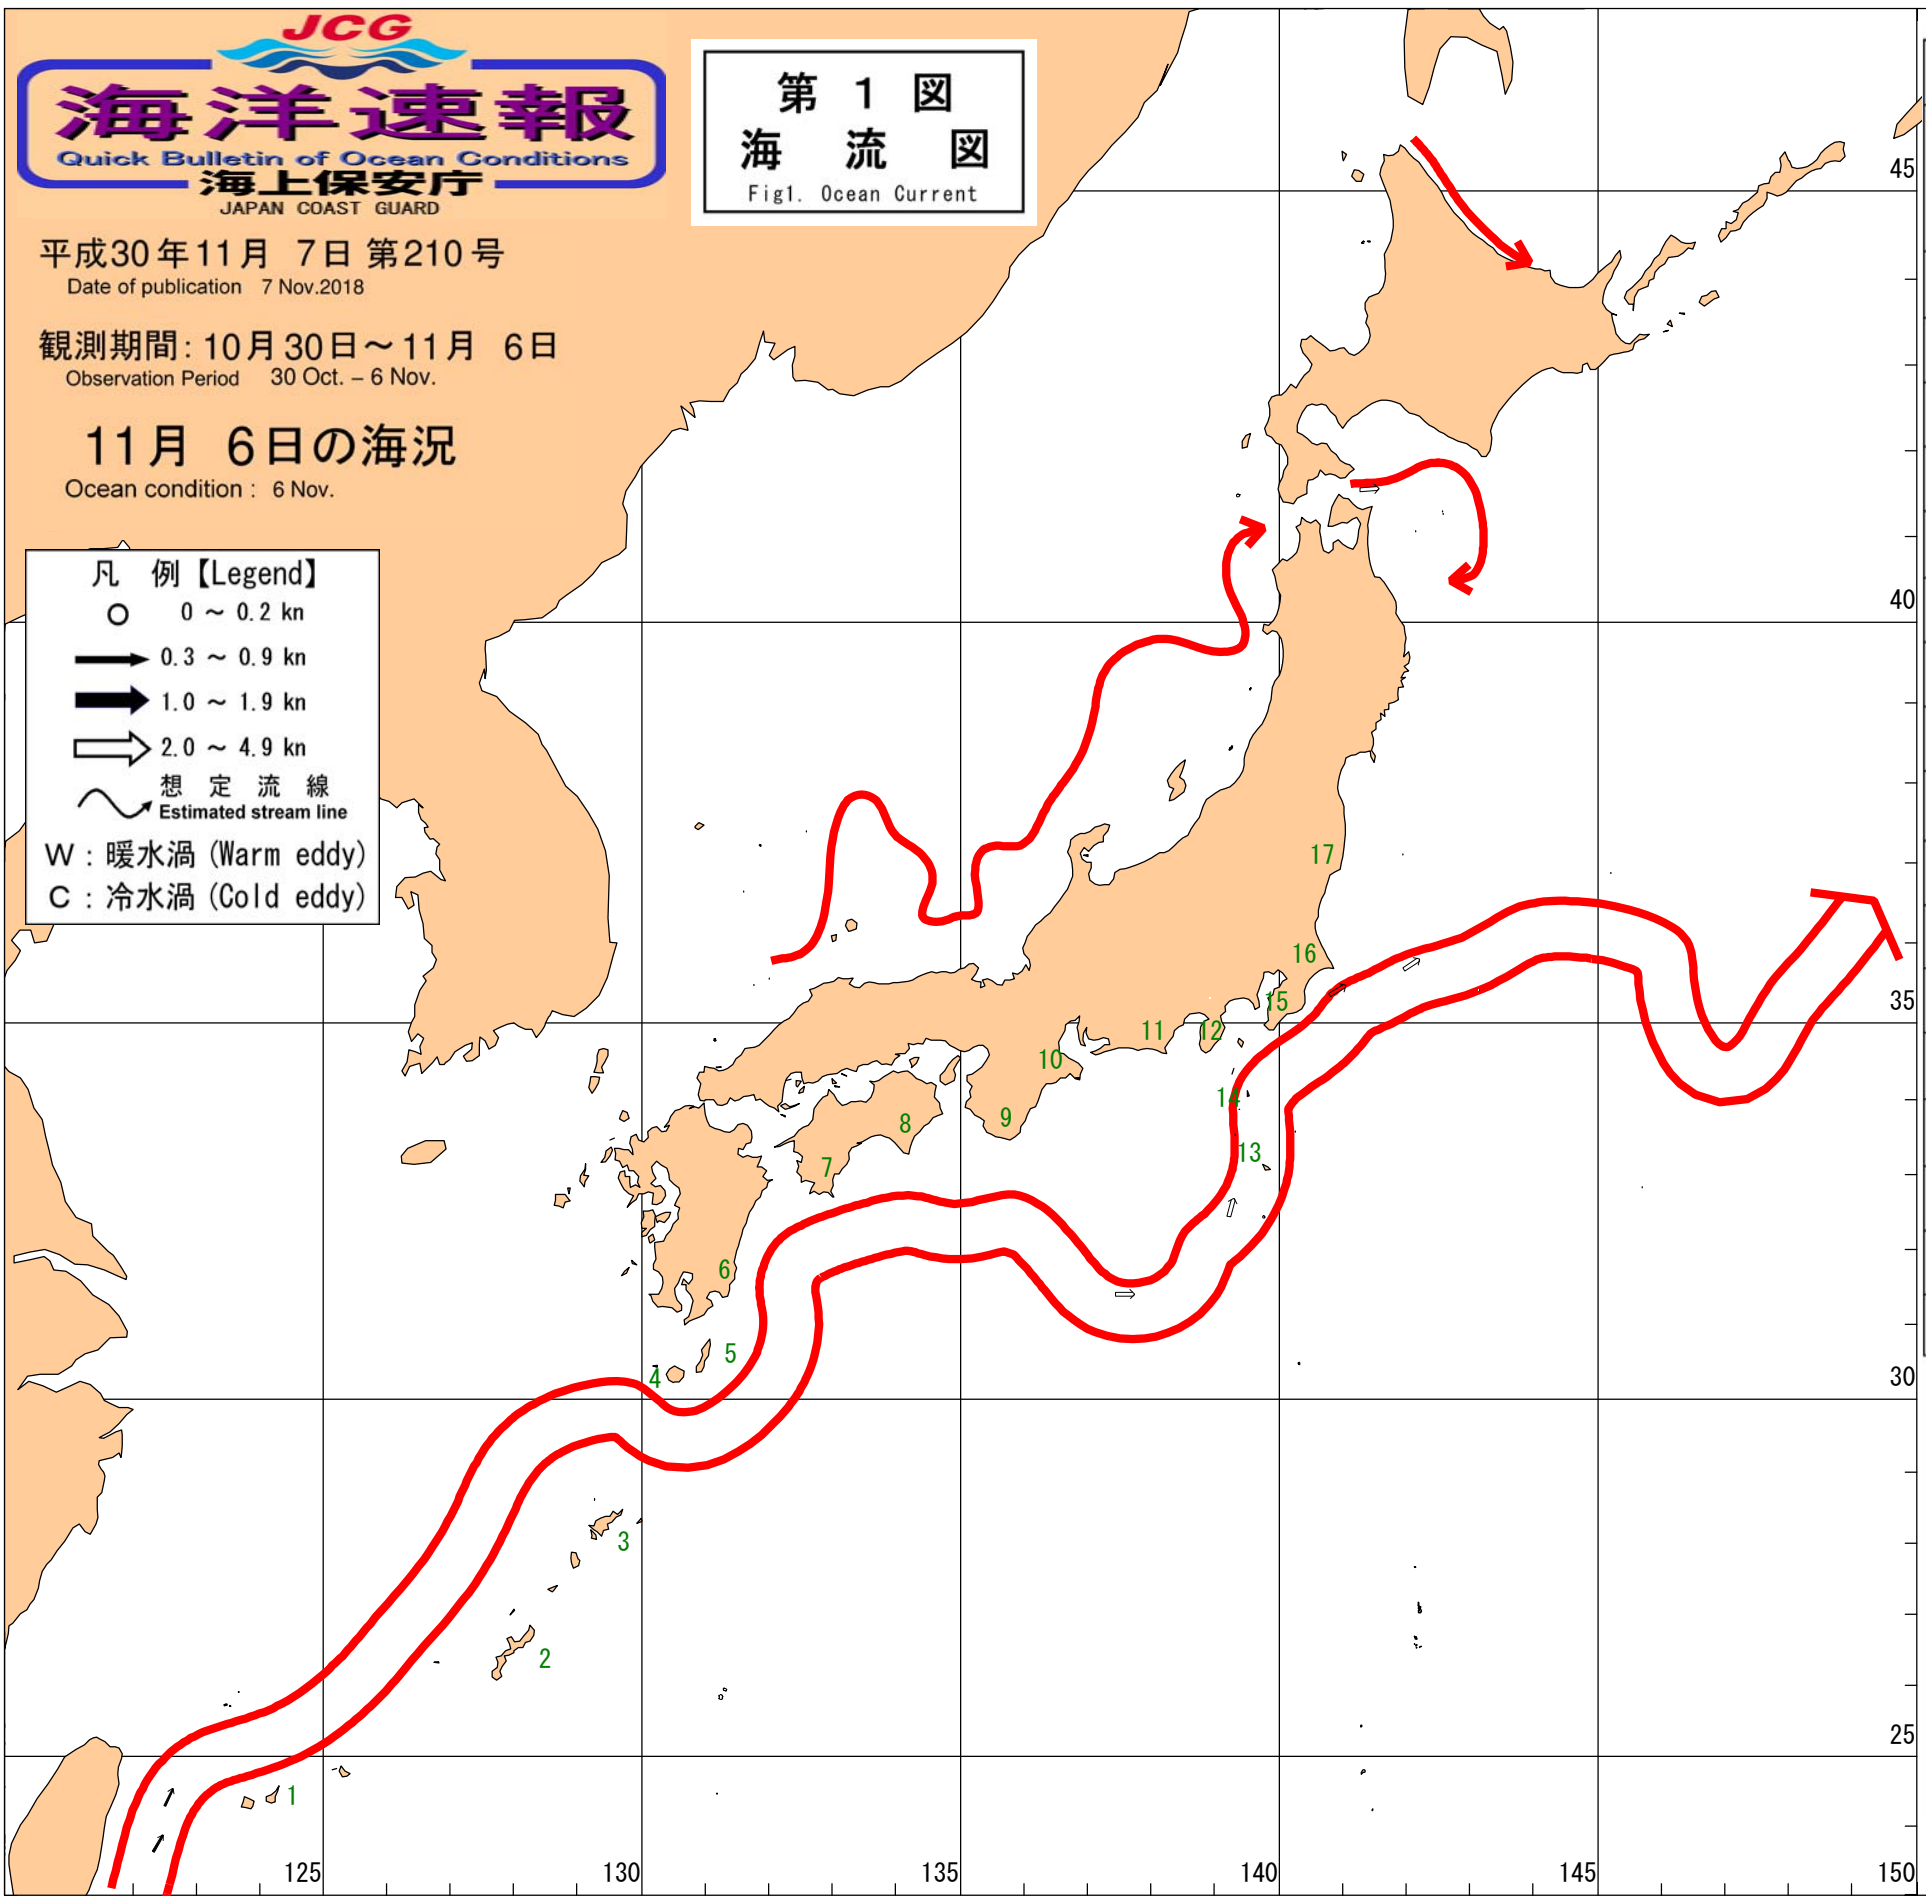 JCG
海洋速報
Quick Bulletin of Ocean Conditions
海上保安庁
JAPAN COAST GUARD
平成30年11月 7日 第210号
Date of publication 7 Nov.2018
観測期間: 10月30日～11月 6日
Observation Period 30 Oct. – 6 Nov.
11月 6日の海況
Ocean condition : 6 Nov.
第 1 図
海 流 図
Fig1. Ocean Current
凡 例【Legend】
0 ～ 0.2 kn
0.3 ～ 0.9 kn
1.0 ～ 1.9 kn
2.0 ～ 4.9 kn
想 定 流 線
Estimated stream line
W : 暖水渦 (Warm eddy)
C : 冷水渦 (Cold eddy)
45
40
35
30
25
17
16
15
12
11
10
14
13
9
8
7
6
5
4
3
2
1
125
130
135
140
145
150